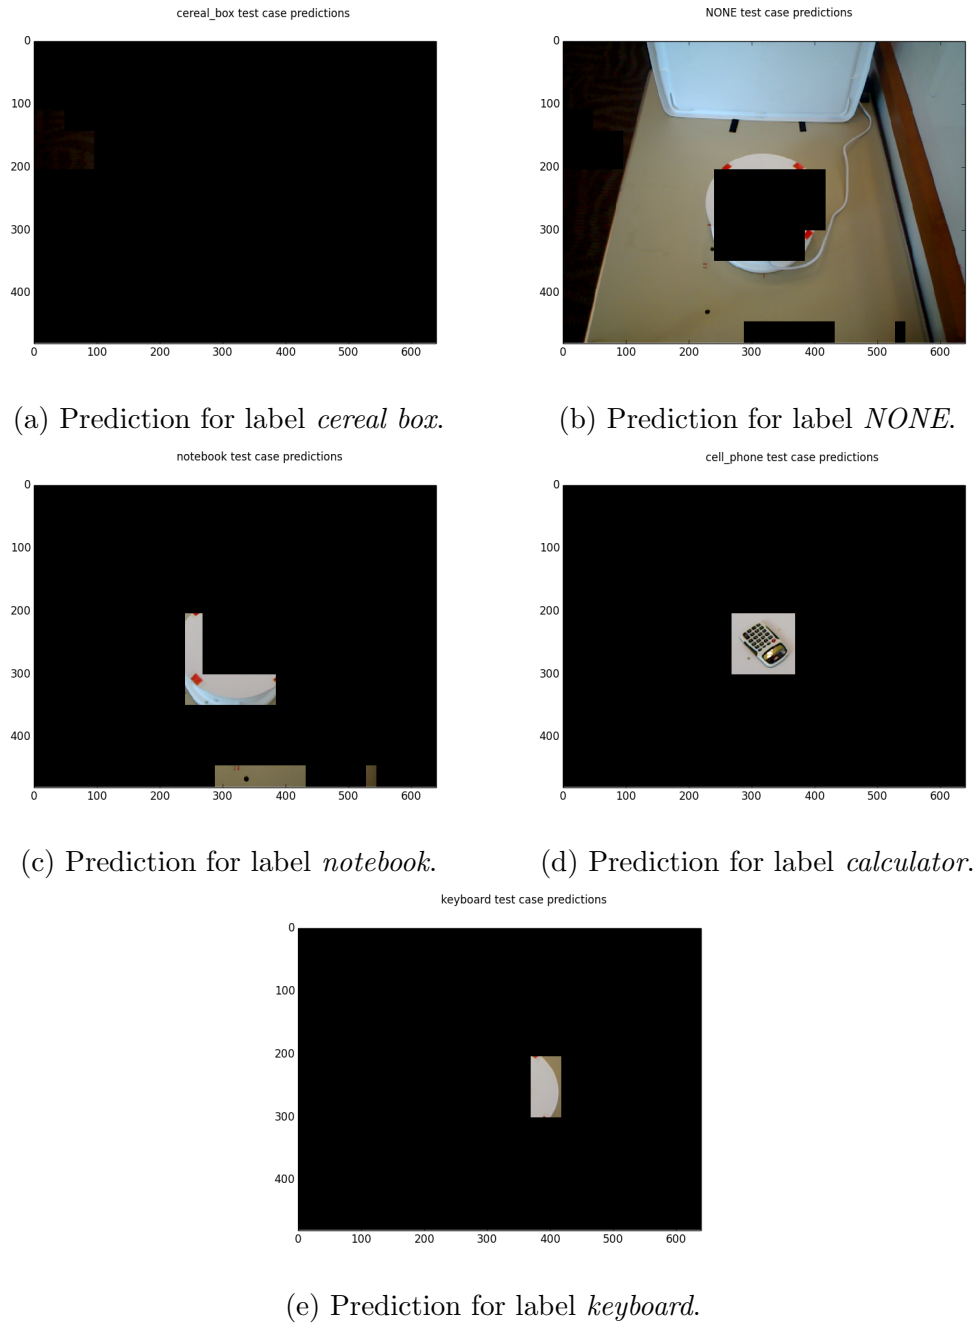 cereal_box test case predictions
NONE test case predictions
0
100
200
300
400
0 100 200 300 400 500 600
0
100
200
300
400
0 100 200 300 400 500 600
(a) Prediction for label cereal box.
(b) Prediction for label NONE.
notebook test case predictions
cell_phone test case predictions
0
100
200
300
400
0 100 200 300 400 500 600
0
100
200
300
400
0 100 200 300 400 500 600
(c) Prediction for label notebook.
(d) Prediction for label calculator.
keyboard test case predictions
0
100
200
300
400
0 100 200 300 400 500 600
(e) Prediction for label keyboard.